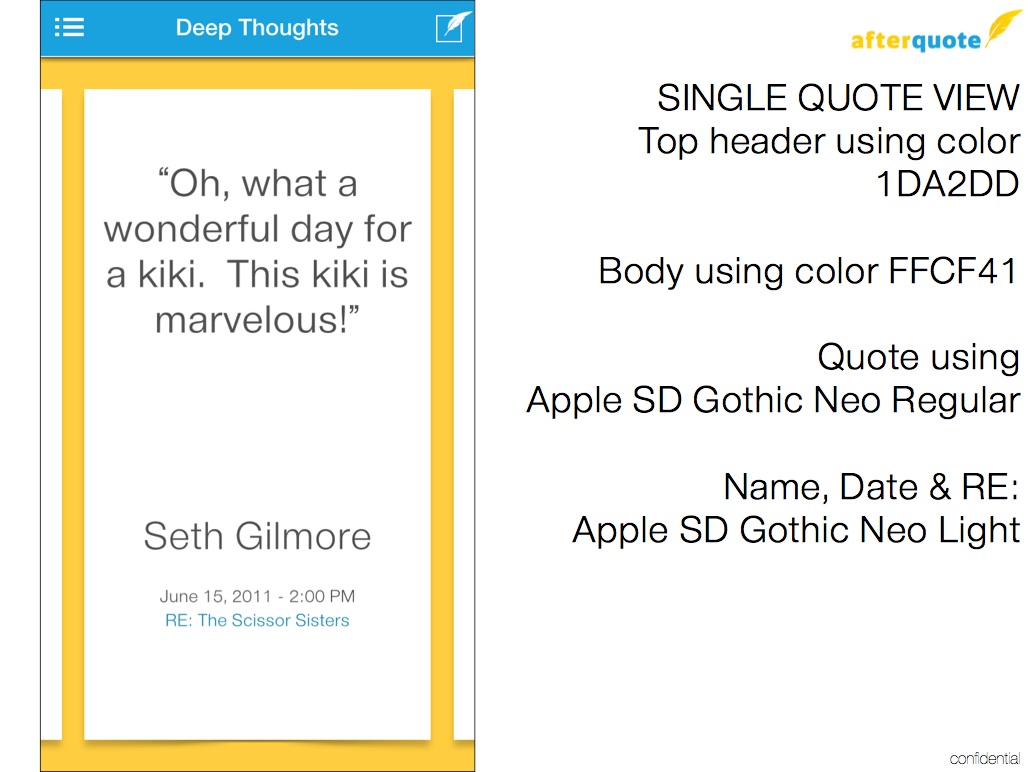 Deep Thoughts
“Oh, what a
wonderful day for
a kiki.  This kiki is
marvelous!”
Seth Gilmore
June 15, 2011 - 2:00 PM
RE: The Scissor Sisters
afterquote
SINGLE QUOTE VIEW
Top header using color
1DA2DD
Body using color FFCF41
Quote using
Apple SD Gothic Neo Regular
Name, Date & RE:
Apple SD Gothic Neo Light
confidential